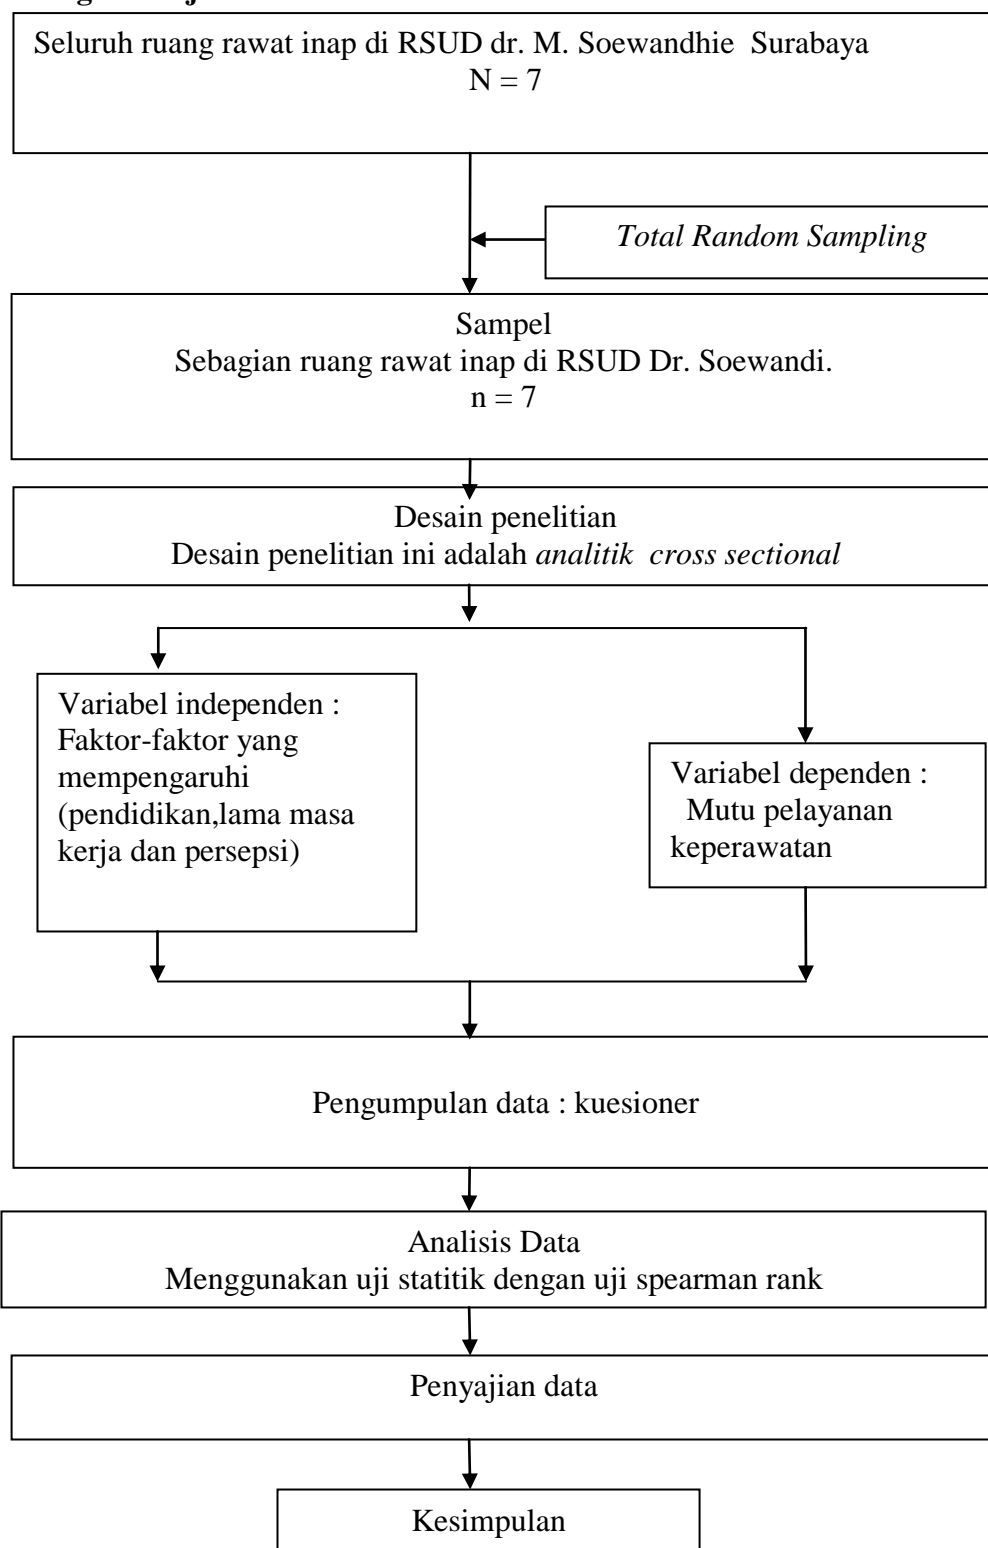 Seluruh ruang rawat inap di RSUD dr. M. Soewandhie Surabaya
N = 7
Total Random Sampling
Sampel
Sebagian ruang rawat inap di RSUD Dr. Soewandi.
n = 7
Desain penelitian
Desain penelitian ini adalah analitik cross sectional
Variabel independen :
Faktor-faktor yang
mempengaruhi
(pendidikan,lama masa
kerja dan persepsi)
Variabel dependen :
Mutu pelayanan
keperawatan
Pengumpulan data : kuesioner
Analisis Data
Menggunakan uji statitik dengan uji spearman rank
Penyajian data
Kesimpulan